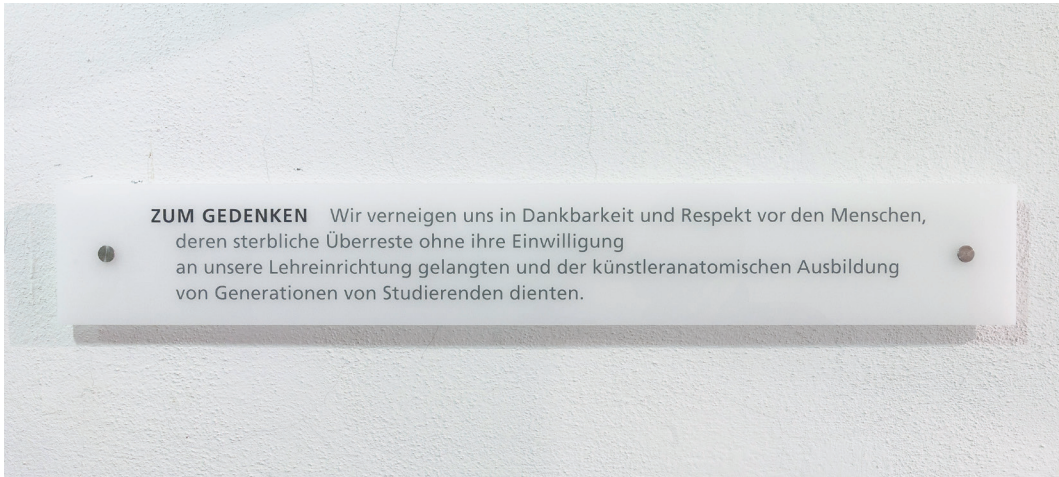 ZUM GEDENKEN Wir verneigen uns in Dankbarkeit und Respekt vor den Menschen,
deren sterbliche Überreste ohne ihre Einwilligung
an unsere Lehreinrichtung gelangten und der künstleranatomischen Ausbildung
von Generationen von Studierenden dienten.